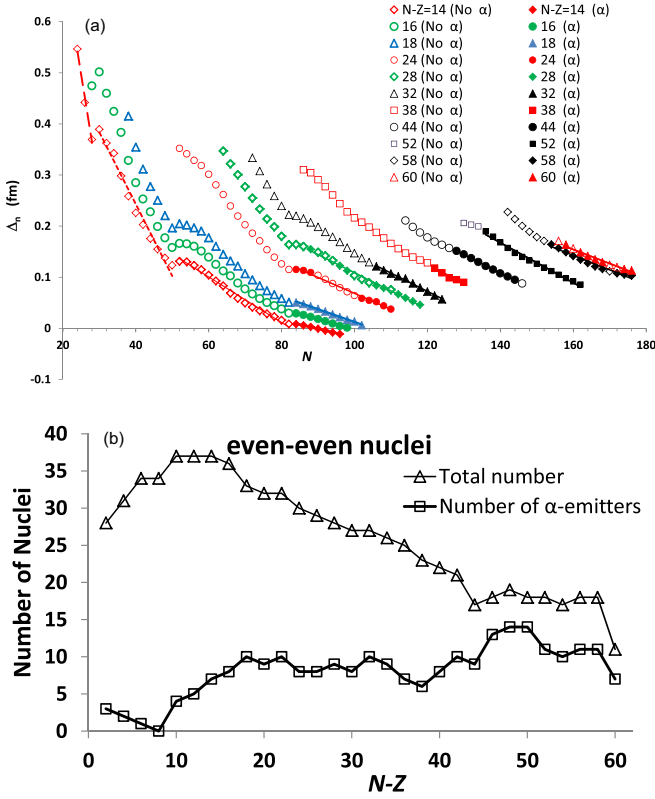 (a)
0.6
0.5
0.4
0.3
0.2
0.1
0
-0.1
Δn (fm)
20 40 60 80 100 120 140 160 180
N
N-Z=14 (No α) N-Z=14 (α)
16 (No α) 16 (α)
18 (No α) 18 (α)
24 (No α) 24 (α)
28 (No α) 28 (α)
32 (No α) 32 (α)
38 (No α) 38 (α)
44 (No α) 44 (α)
52 (No α) 52 (α)
58 (No α) 58 (α)
60 (No α) 60 (α)
(b)
even-even nuclei
Total number
Number of α-emitters
40
35
30
25
20
15
10
5
0
Number of Nuclei
0 10 20 30 40 50 60
N-Z